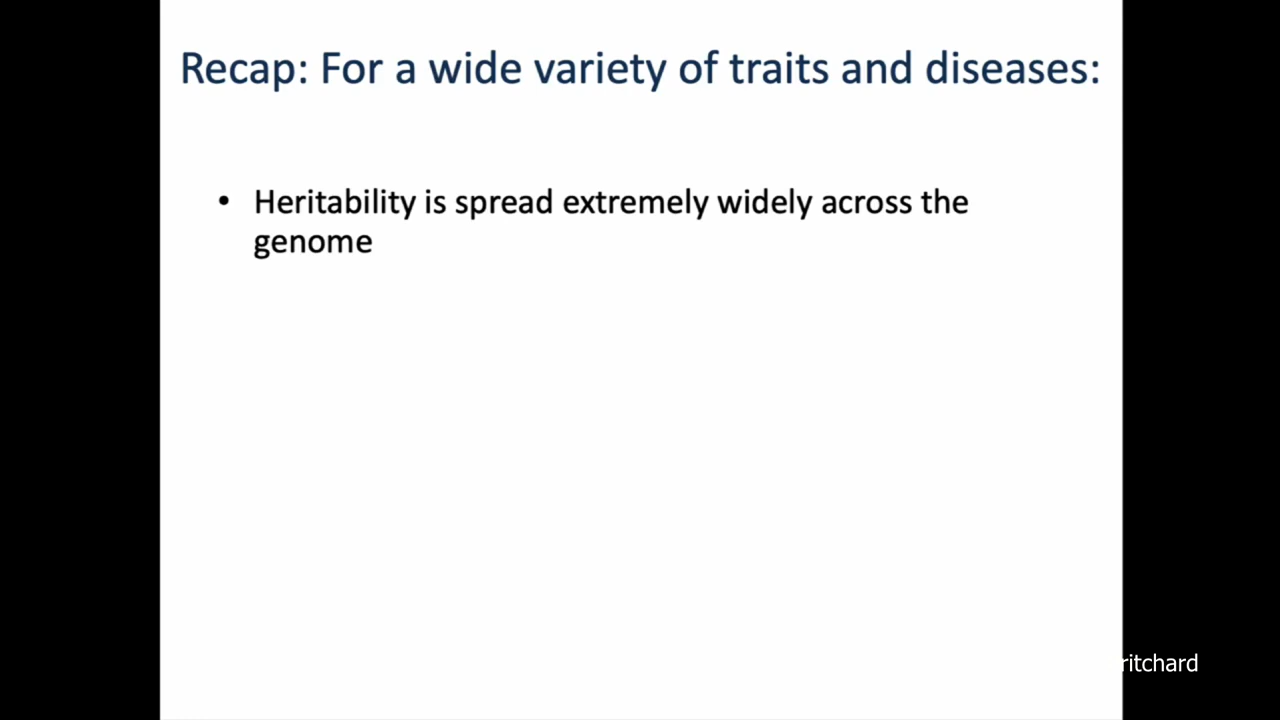 Recap: For a wide variety of traits and diseases:
• Heritability is spread extremely widely across the
genome
ritchard